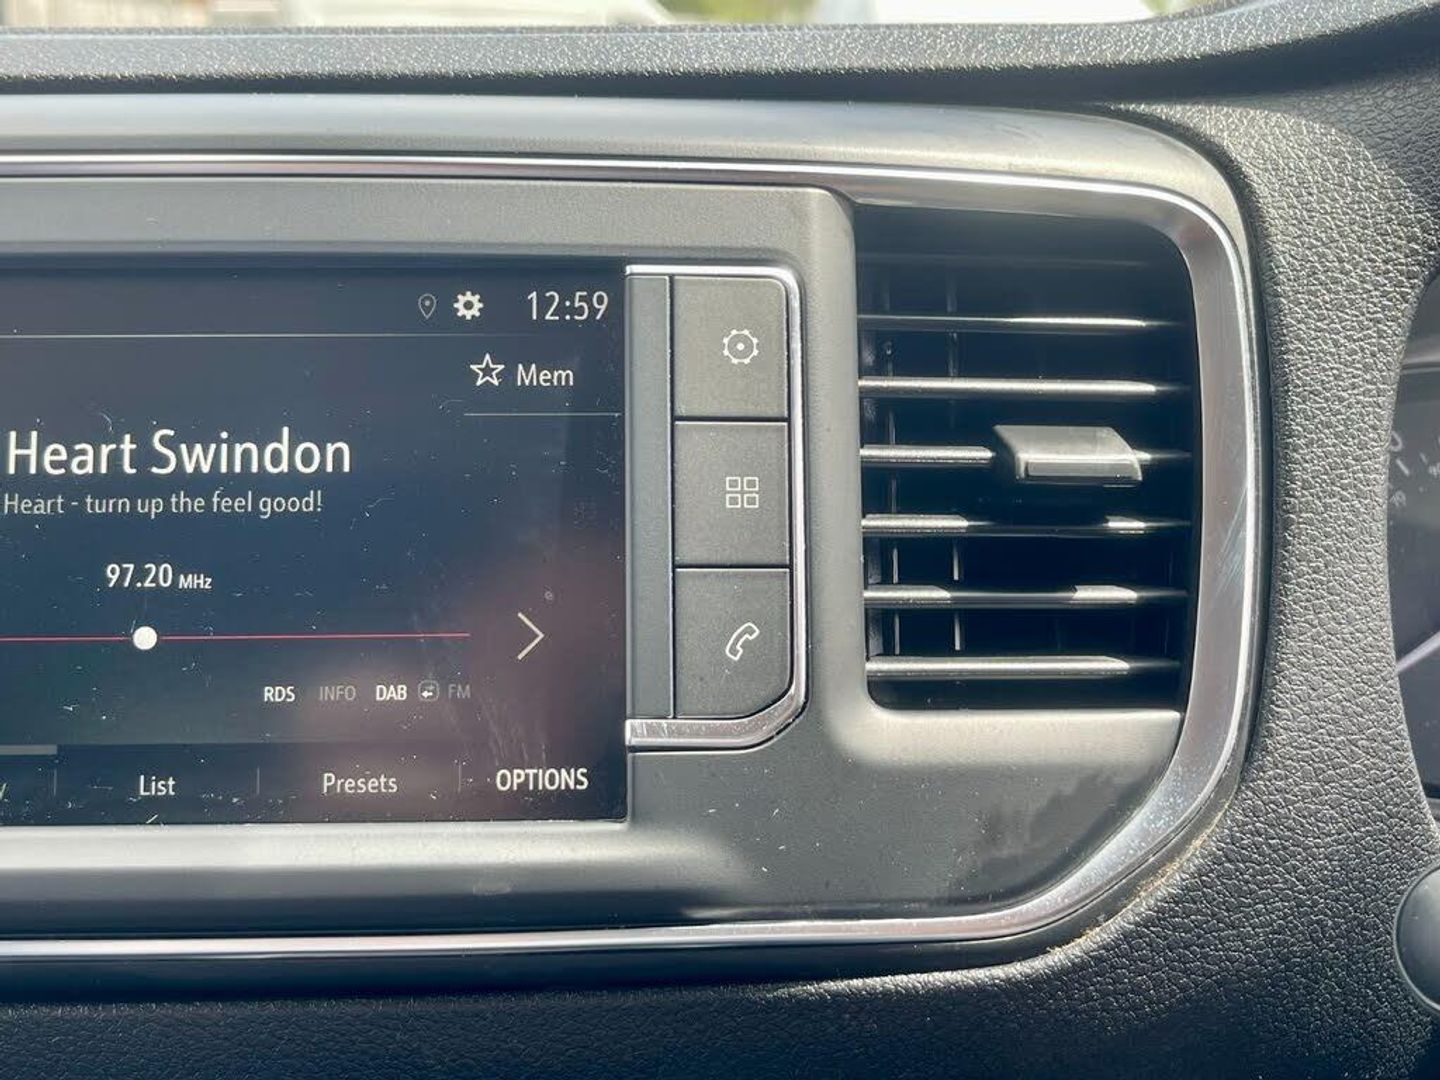 12:59
Mem
Heart Swindon
Heart - turn up the feel good!
97.20 MHz
RDS INFO DAB FM
List Presets OPTIONS